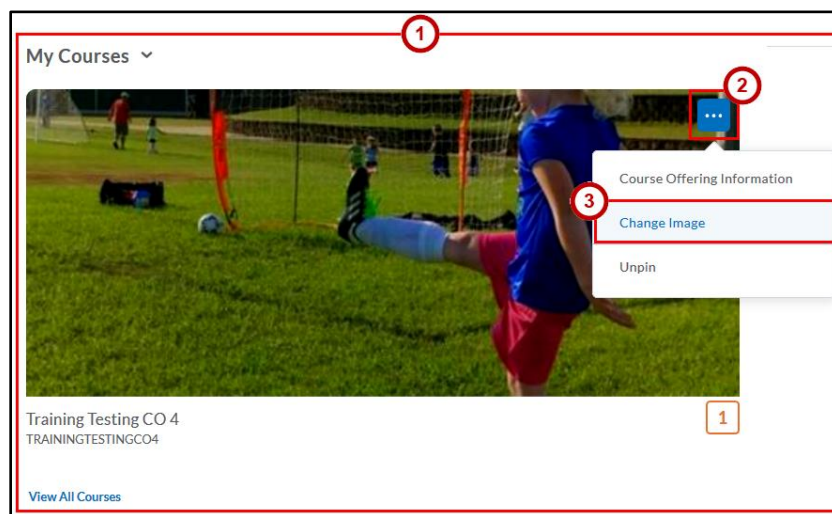 1
My Courses
2
...
Course Offering Information
3
Change Image
Unpin
Training Testing CO 4
1
TRAININGTESTINGCO4
View All Courses